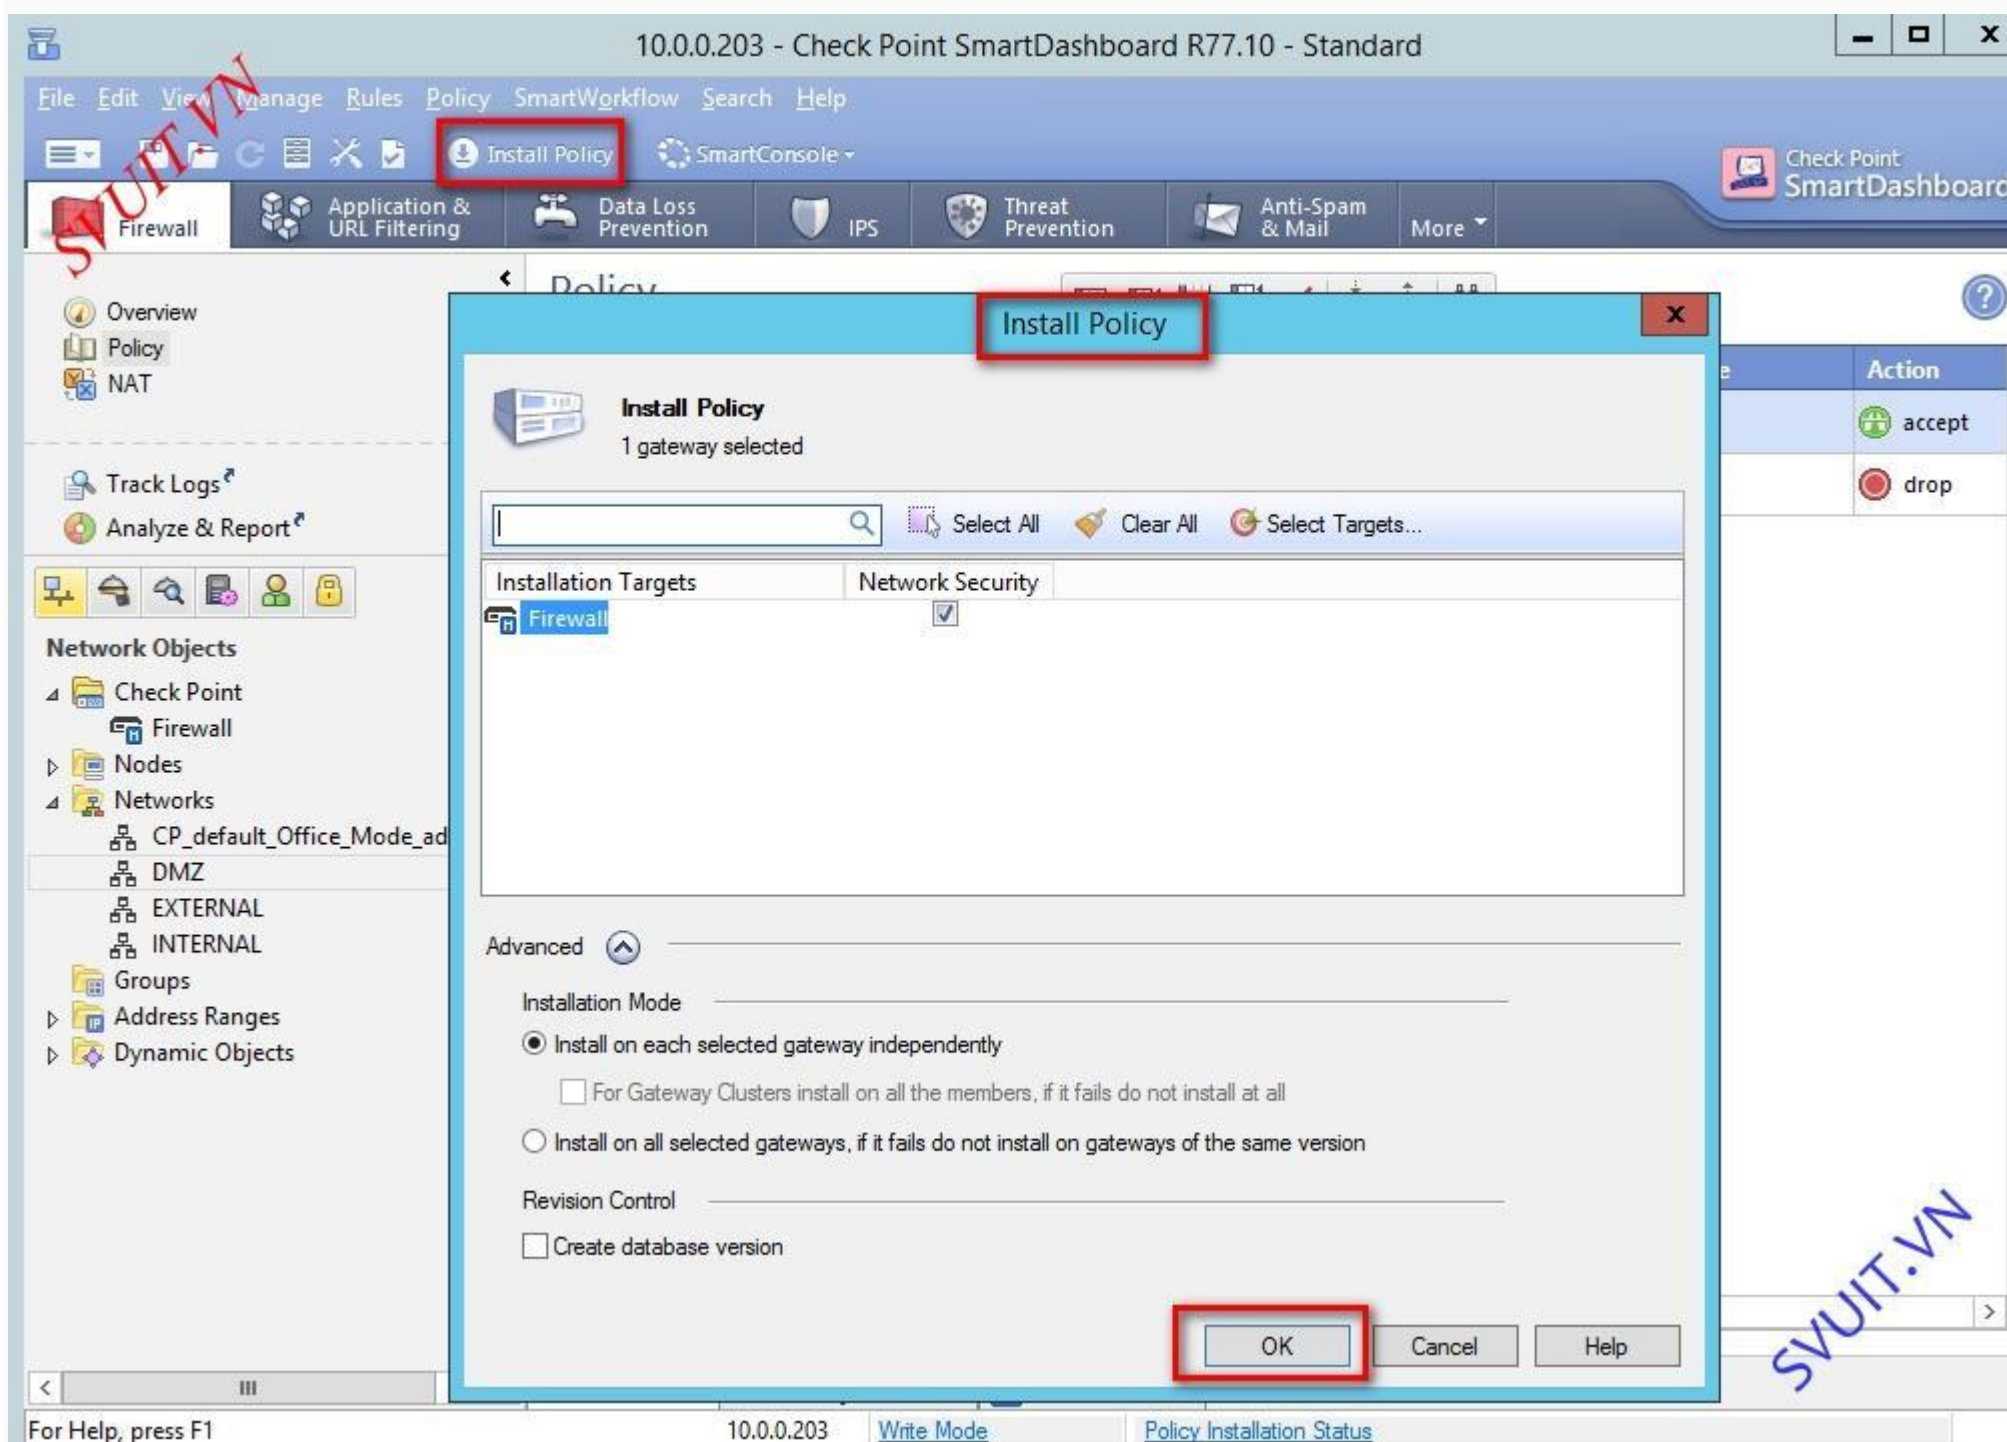 10.0.0.203 - Check Point SmartDashboard R77.10 - Standard
File Edit View Manage Rules Policy SmartWorkflow Search Help
Install Policy SmartConsole
Check Point
SmartDashboard
Firewall
Application &
URL Filtering
Data Loss
Prevention
IPS
Threat
Prevention
Anti-Spam
& Mail
More
SVUIT.VN
Overview
Policy
NAT
Track Logs
Analyze & Report
Network Objects
Check Point
Firewall
Nodes
Networks
CP_default_Office_Mode_ad
DMZ
EXTERNAL
INTERNAL
Groups
Address Ranges
Dynamic Objects
Policy
Action
accept
drop
Install Policy
Install Policy
1 gateway selected
Select All Clear All Select Targets...
Installation Targets Network Security
Firewall
Advanced
Installation Mode
Install on each selected gateway independently
For Gateway Clusters install on all the members, if it fails do not install at all
Install on all selected gateways, if it fails do not install on gateways of the same version
Revision Control
Create database version
OK Cancel Help
SVUIT.VN
For Help, press F1 10.0.0.203 Write Mode Policy Installation Status